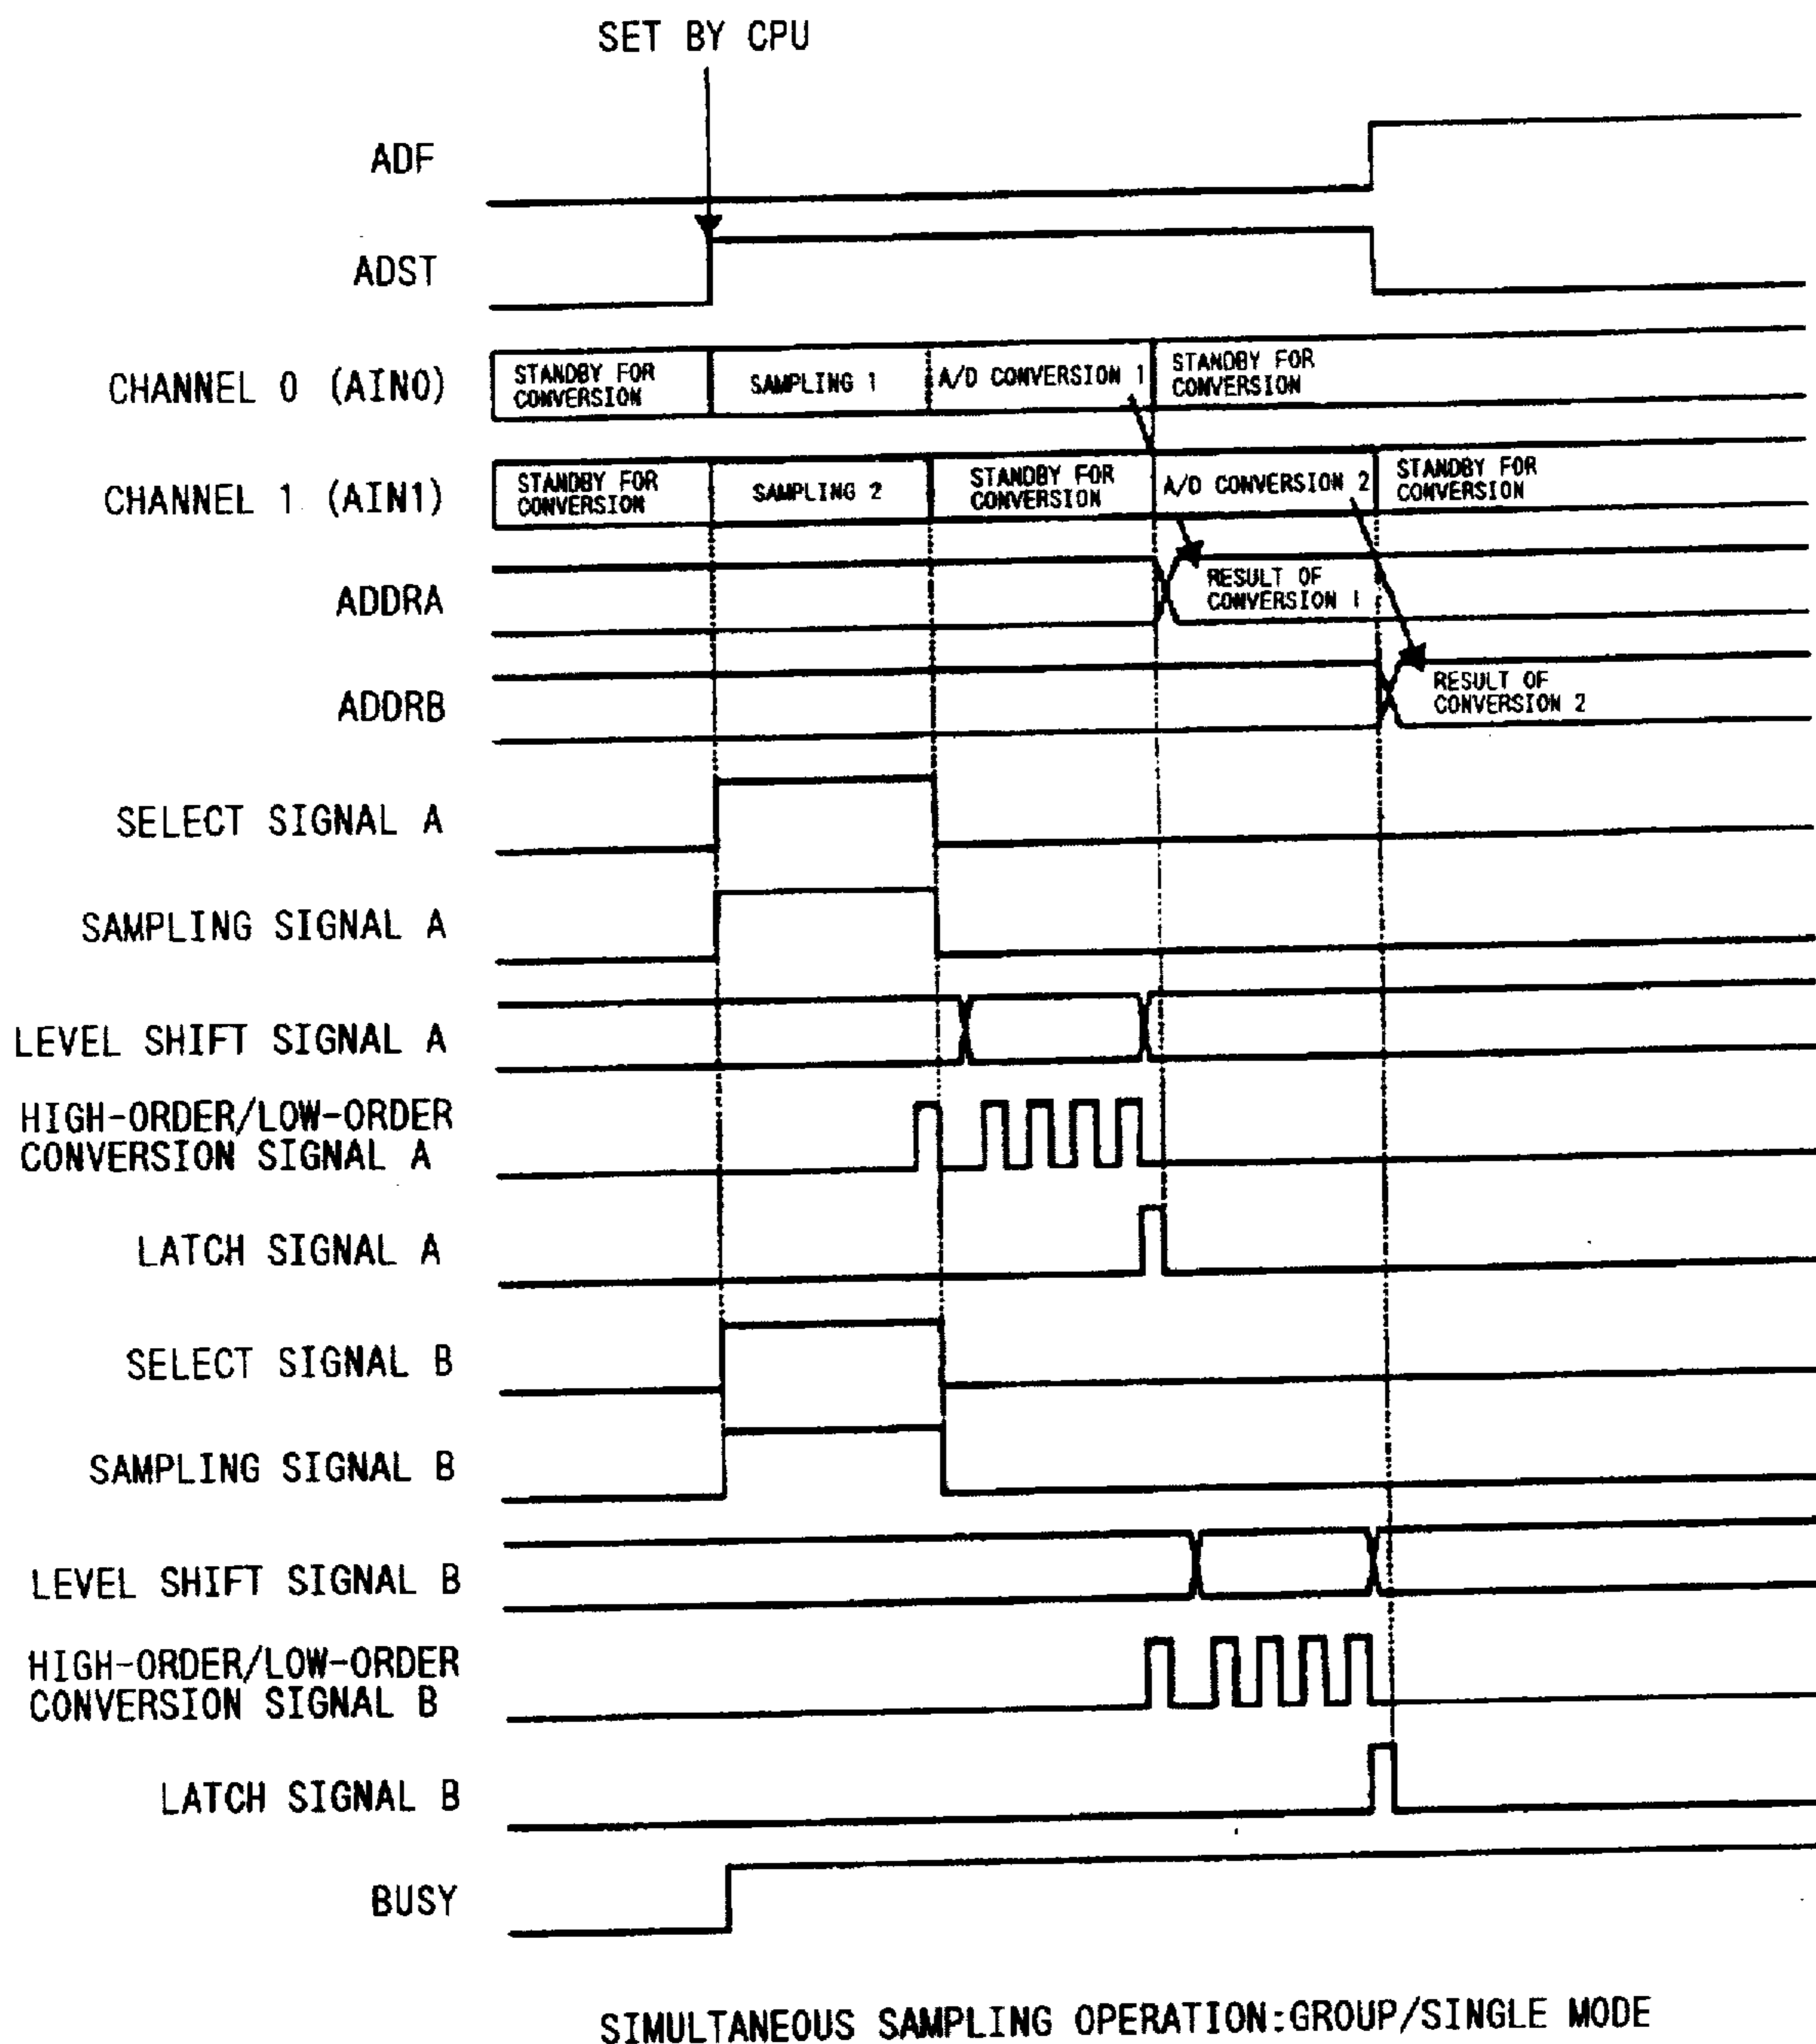 SET BY CPU
ADF
ADST
CHANNEL 0 (AIN0)
STANDBY FOR
CONVERSION
SAMPLING 1
A/D CONVERSION 1
STANDBY FOR
CONVERSION
CHANNEL 1 (AIN1)
STANDBY FOR
CONVERSION
SAMPLING 2
STANDBY FOR
CONVERSION
A/D CONVERSION 2
STANDBY FOR
CONVERSION
ADDRA
RESULT OF
CONVERSION 1
ADDRB
RESULT OF
CONVERSION 2
SELECT SIGNAL A
SAMPLING SIGNAL A
LEVEL SHIFT SIGNAL A
HIGH-ORDER/LOW-ORDER
CONVERSION SIGNAL A
LATCH SIGNAL A
SELECT SIGNAL B
SAMPLING SIGNAL B
LEVEL SHIFT SIGNAL B
HIGH-ORDER/LOW-ORDER
CONVERSION SIGNAL B
LATCH SIGNAL B
BUSY
SIMULTANEOUS SAMPLING OPERATION:GROUP/SINGLE MODE